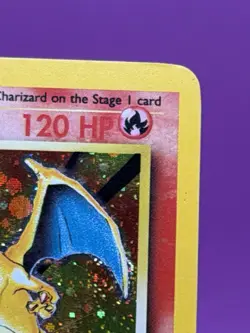 Charizard on the Stage 1 card
120 HP